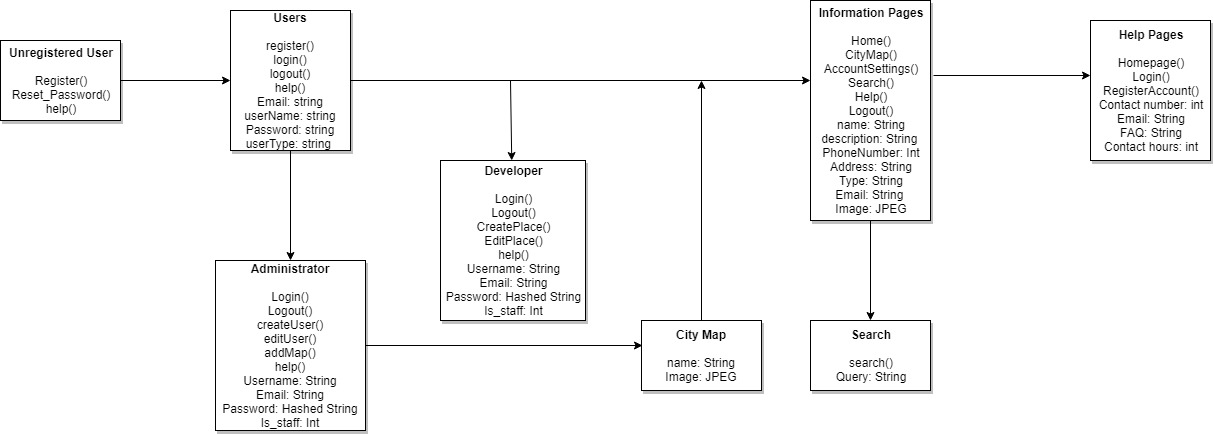 Unregistered User
Register()
Reset_Password()
help()
Users
register()
login()
logout()
help()
Email: string
userName: string
Password: string
userType: string
Administrator
Login()
Logout()
createUser()
editUser()
addMap()
help()
Username: String
Email: String
Password: Hashed String
Is_staff: Int
Developer
Login()
Logout()
CreatePlace()
EditPlace()
help()
Username: String
Email: String
Password: Hashed String
Is_staff: Int
City Map
name: String
Image: JPEG
Information Pages
Home()
CityMap()
AccountSettings()
Search()
Help()
Logout()
name: String
description: String
PhoneNumber: Int
Address: String
Type: String
Email: String
Image: JPEG
Search
search()
Query: String
Help Pages
Homepage()
Login()
RegisterAccount()
Contact number: int
Email: String
FAQ: String
Contact hours: int